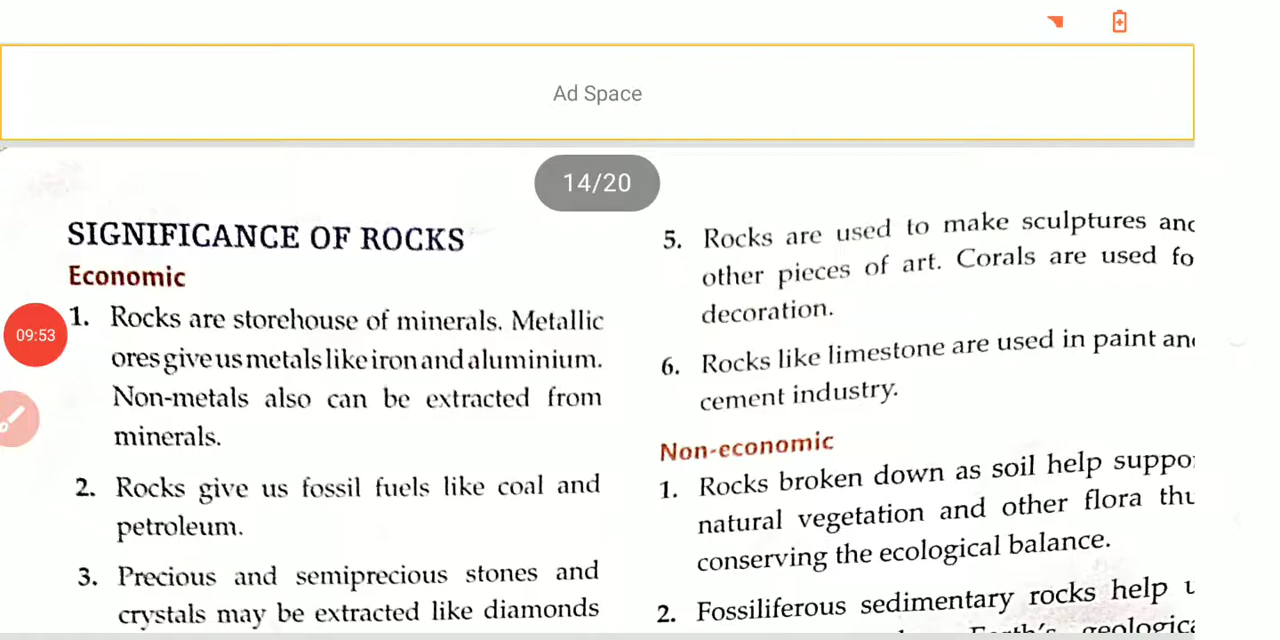 Ad Space
14/20
09:53
SIGNIFICANCE OF ROCKS
Economic
1. Rocks are storehouse of minerals. Metallic
ores give us metals like iron and aluminium.
Non-metals also can be extracted from
minerals.
2. Rocks give us fossil fuels like coal and
petroleum.
3. Precious and semiprecious stones and
crystals may be extracted like diamonds
5. Rocks are used to make sculptures and
other pieces of art. Corals are used fo
decoration.
6. Rocks like limestone are used in paint and
cement industry.
Non-economic
1. Rocks broken down as soil help suppo
natural vegetation and other flora thu
conserving the ecological balance.
2. Fossiliferous sedimentary rocks help
Earth's geologica